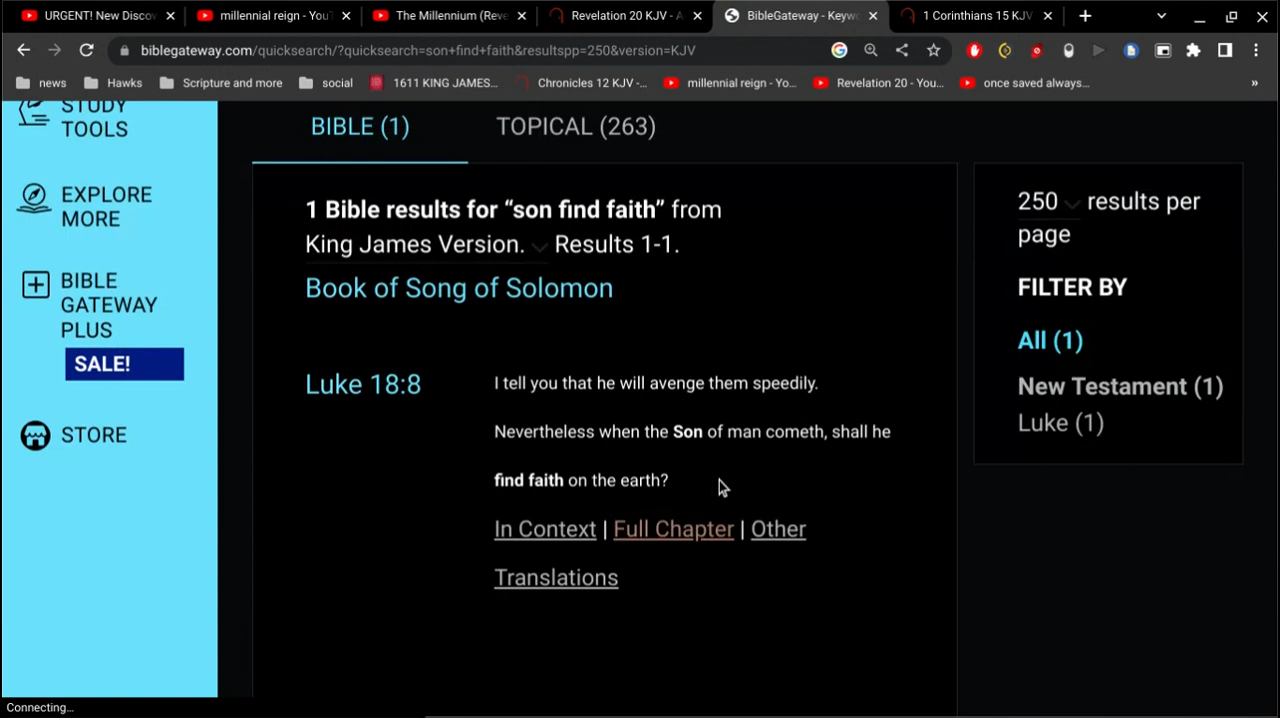 URGENT! New Discov
millennial reign - You
The Millennium (Reve
Revelation 20 KJV - A
BibleGateway - Keyw
1 Corinthians 15 KJV
biblegateway.com/quicksearch/?quicksearch=son+find+faith&resultspp=250&version=KJV
news
Hawks
Scripture and more
social
1611 KING JAMES...
Chronicles 12 KJV -...
millennial reign - Yo...
Revelation 20 - You...
once saved always...
»
STUDY
TOOLS
EXPLORE
MORE
BIBLE
GATEWAY
PLUS
SALE!
STORE
BIBLE (1)
TOPICAL (263)
1 Bible results for “son find faith” from
King James Version. Results 1-1.
Book of Song of Solomon
Luke 18:8
I tell you that he will avenge them speedily.
Nevertheless when the Son of man cometh, shall he
find faith on the earth?
In Context | Full Chapter | Other
Translations
250 results per
page
FILTER BY
All (1)
New Testament (1)
Luke (1)
Connecting...